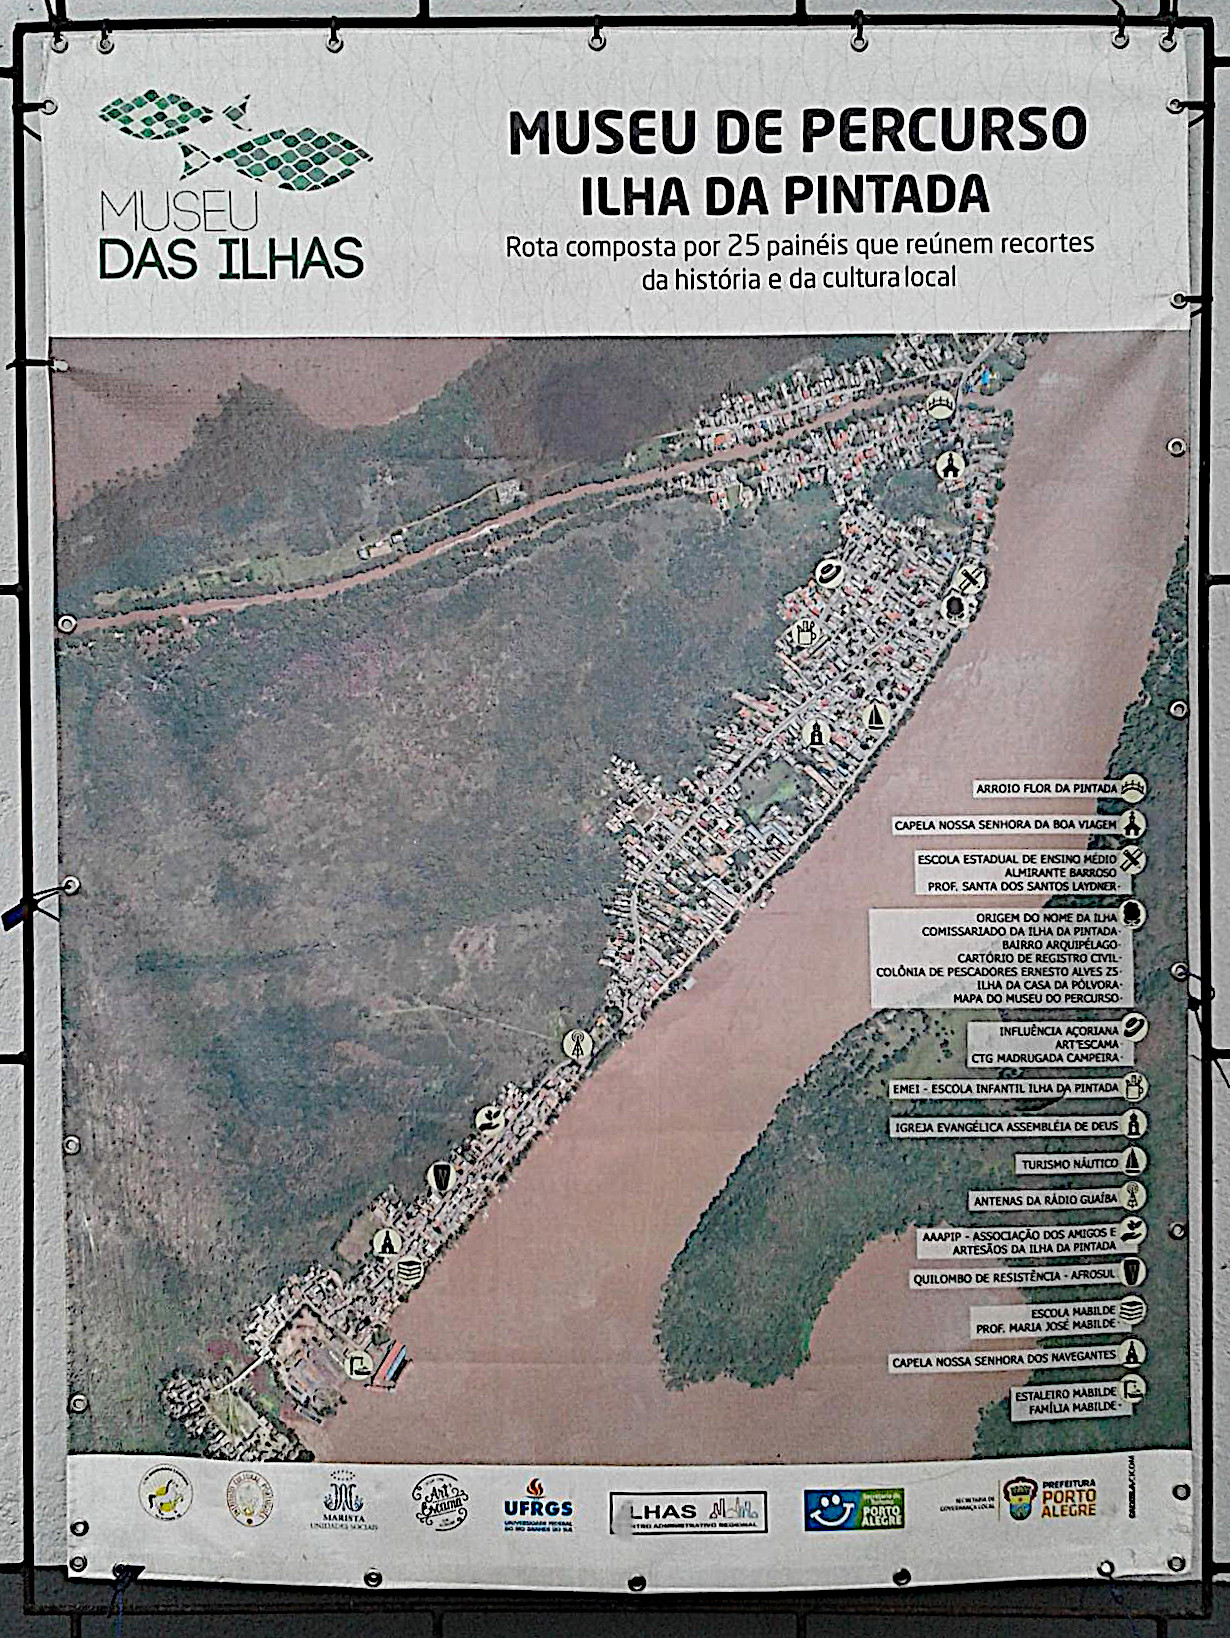 MUSEU
DAS ILHAS
MUSEU DE PERCURSO
ILHA DA PINTADA
Rota composta por 25 painéis que reúnem recortes
da história e da cultura local
ARROIO FLOR DA PINTADA
CAPELA NOSSA SENHORA DA BOA VIAGEM
ESCOLA ESTADUAL DE ENSINO MÉDIO
ALMIRANTE BARROSO
PROF. SANTA DOS SANTOS LAYDNER
ORIGEM DO NOME DA ILHA
COMISSARIADO DA ILHA DA PINTADA
BAIRRO ARQUIPÉLAGO
CARTÓRIO DE REGISTRO CIVIL
COLÔNIA DE PESCADORES ERNESTO ALVES Z5
ILHA DA CASA DA PÓLVORA
MAPA DO MUSEU DO PERCURSO
INFLUÊNCIA AÇORIANA
ART'ESCAMA
CTG MADRUGADA CAMPEIRA
EMEI - ESCOLA INFANTIL ILHA DA PINTADA
IGREJA EVANGÉLICA ASSEMBLÉIA DE DEUS
TURISMO NÁUTICO
ANTENAS DA RÁDIO GUAÍBA
AAAPIP - ASSOCIAÇÃO DOS AMIGOS E
ARTESÃOS DA ILHA DA PINTADA
QUILOMBO DE RESISTÊNCIA - AFROSUL
ESCOLA MABILDE
PROF. MARIA JOSÉ MABILDE
CAPELA NOSSA SENHORA DOS NAVEGANTES
ESTALEIRO MABILDE
FAMÍLIA MABILDE
MARISTA
UNIDADES SOCIAIS
Art'
Escama
UFRGS
UNIVERSIDADE FEDERAL
DO RIO GRANDE DO SUL
LHAS
TRO ADMINISTRATIVO REGIONAL
Secretaria de
Turismo
PORTO
ALEGRE
SECRETARIA DE
GOVERNANÇA LOCAL
PREFEITURA
PORTO
ALEGRE